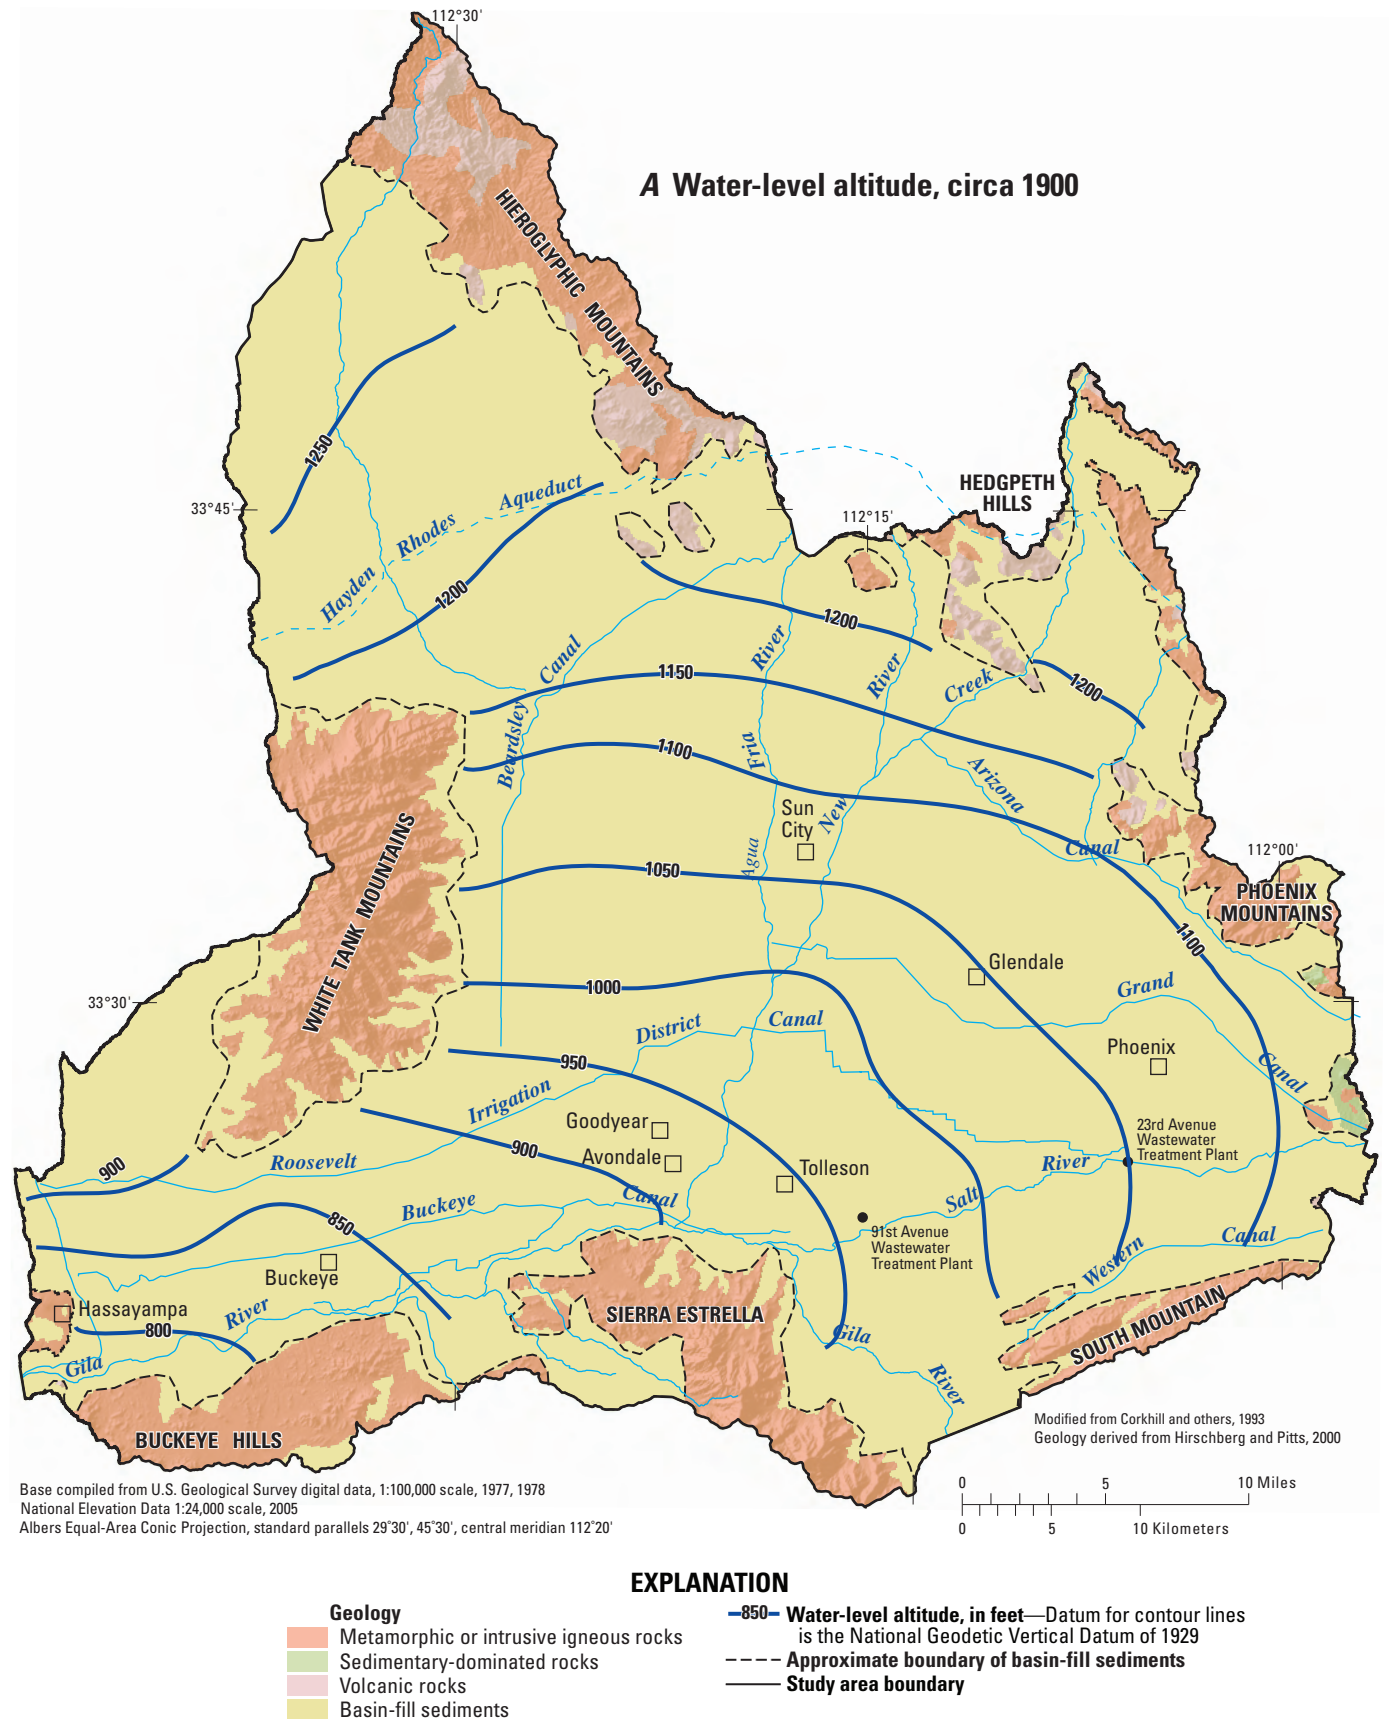 112°30'
A Water-level altitude, circa 1900
HIEROGLYPHIC MOUNTAINS
1250
33°45'
Hayden Rhodes Aqueduct
HEDGPETH
HILLS
112°15'
1200
1200
1200
Beardsley Canal
Agua Fria River
New River
Creek
1150
1100
Arizona Canal
Sun
City
112°00'
PHOENIX
MOUNTAINS
1050
1100
WHITE TANK MOUNTAINS
Glendale
Grand Canal
33°30'
1000
Phoenix
950
Roosevelt Irrigation District Canal
Goodyear
Avondale
Tolleson
23rd Avenue
Wastewater
Treatment Plant
900
900
Buckeye Canal
Salt River
91st Avenue
Wastewater
Treatment Plant
850
Buckeye
Western Canal
Hassayampa
800
Gila River
SIERRA ESTRELLA
Gila River
SOUTH MOUNTAIN
BUCKEYE HILLS
Modified from Corkhill and others, 1993
Geology derived from Hirschberg and Pitts, 2000
Base compiled from U.S. Geological Survey digital data, 1:100,000 scale, 1977, 1978
National Elevation Data 1:24,000 scale, 2005
Albers Equal-Area Conic Projection, standard parallels 29°30', 45°30', central meridian 112°20'
0 5 10 Miles
0 5 10 Kilometers
EXPLANATION
Geology
Metamorphic or intrusive igneous rocks
Sedimentary-dominated rocks
Volcanic rocks
Basin-fill sediments
850 Water-level altitude, in feet—Datum for contour lines
is the National Geodetic Vertical Datum of 1929
Approximate boundary of basin-fill sediments
Study area boundary